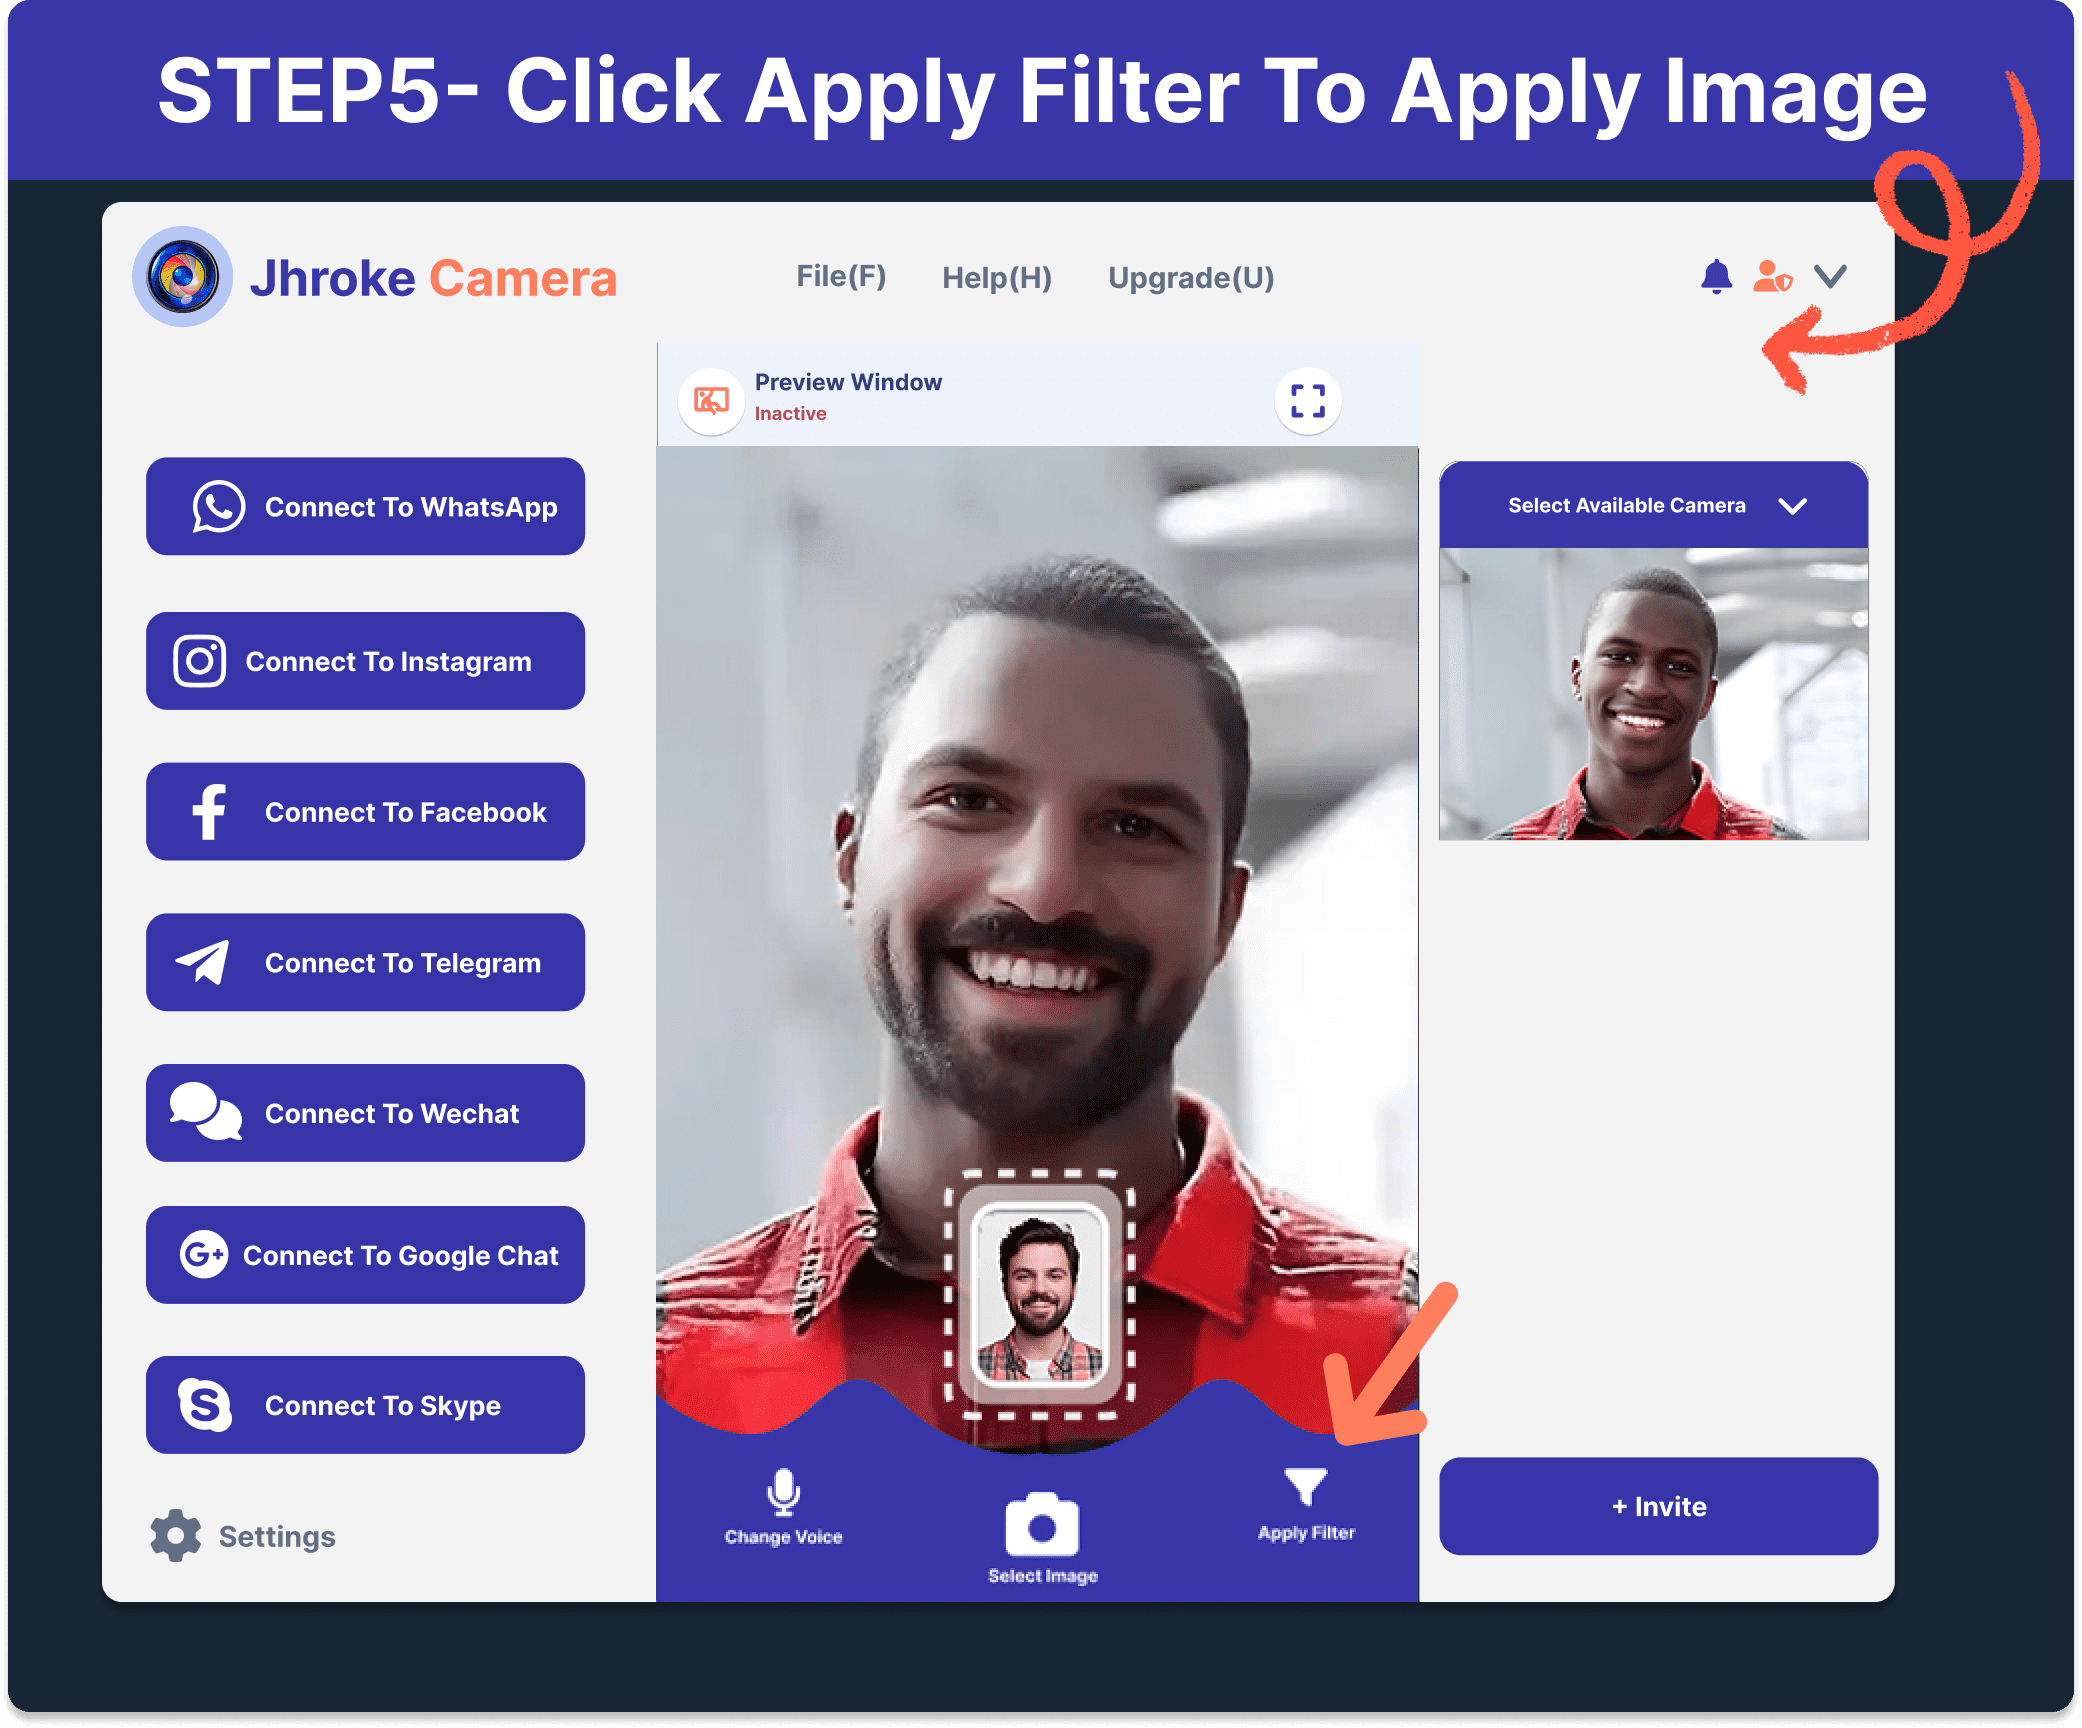 STEP5- Click Apply Filter To Apply Image
Jhroke Camera
File(F)
Help(H)
Upgrade(U)
Preview Window
Inactive
Connect To WhatsApp
Connect To Instagram
Connect To Facebook
Connect To Telegram
Connect To Wechat
G+ Connect To Google Chat
S Connect To Skype
Settings
Select Available Camera
Change Voice
Select Image
Apply Filter
+ Invite